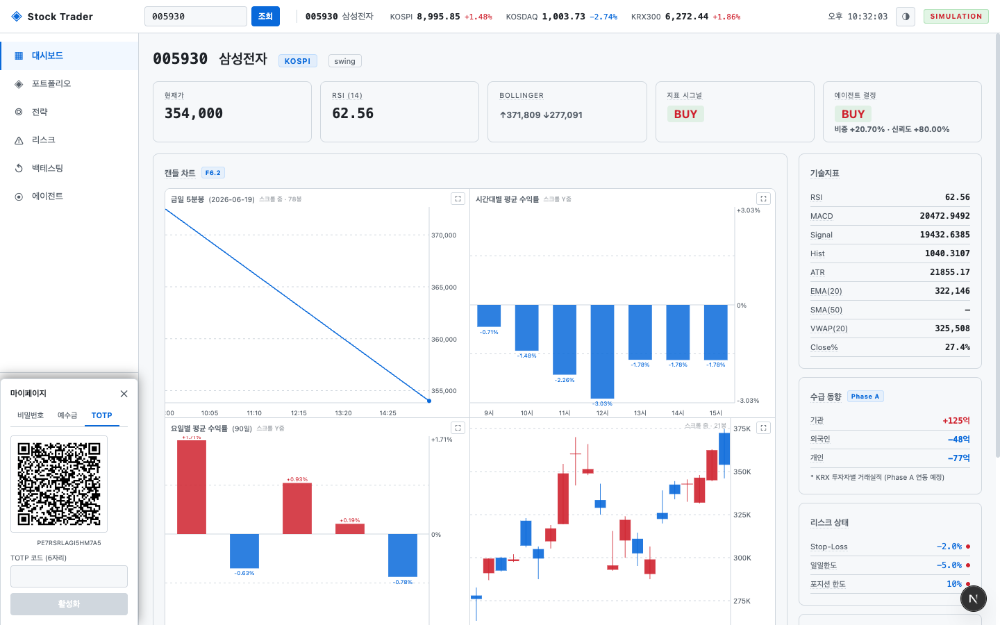 Stock Trader
005930
조회
005930 삼성전자 KOSPI 8,995.85 +1.48% KOSDAQ 1,003.73 −2.74% KRX300 6,272.44 +1.86%
오후 10:32:03
SIMULATION
대시보드
포트폴리오
전략
리스크
백테스팅
에이전트
005930 삼성전자 KOSPI swing
현재가
354,000
RSI (14)
62.56
BOLLINGER
↑371,809 ↓277,091
지표 시그널
BUY
에이전트 결정
BUY
비중 +20.70% · 신뢰도 +80.00%
캔들 차트 F6.2
금일 5분봉 (2026-06-19) 스크롤 줌 · 78봉
370,000
365,000
360,000
355,000
:00 10:05 11:10 12:15 13:20 14:25
시간대별 평균 수익률 스크롤 Y줌
+3.03%
0%
-0.71%
-1.48%
-2.26%
-3.03%
-1.78%
-1.78%
-1.78%
-3.03%
9시 10시 11시 12시 13시 14시 15시
요일별 평균 수익률 (90일) 스크롤 Y줌
+1.71%
+1.71%
+0.93%
+0.19%
0%
-0.63%
-0.78%
스크롤 줌 · 21봉
375K
350K
325K
300K
275K
기술지표
RSI 62.56
MACD 20472.9492
Signal 19432.6385
Hist 1040.3107
ATR 21855.17
EMA(20) 322,146
SMA(50) —
VWAP(20) 325,508
Close% 27.4%
수급 동향 Phase A
기관 +125억
외국인 −48억
개인 −77억
* KRX 투자자별 거래실적 (Phase A 연동 예정)
리스크 상태
Stop-Loss −2.0%
일일한도 −5.0%
포지션 한도 10%
N
마이페이지
비밀번호 예수금 TOTP
PE7RSRLAGI5HM7A5
TOTP 코드 (6자리)
활성화